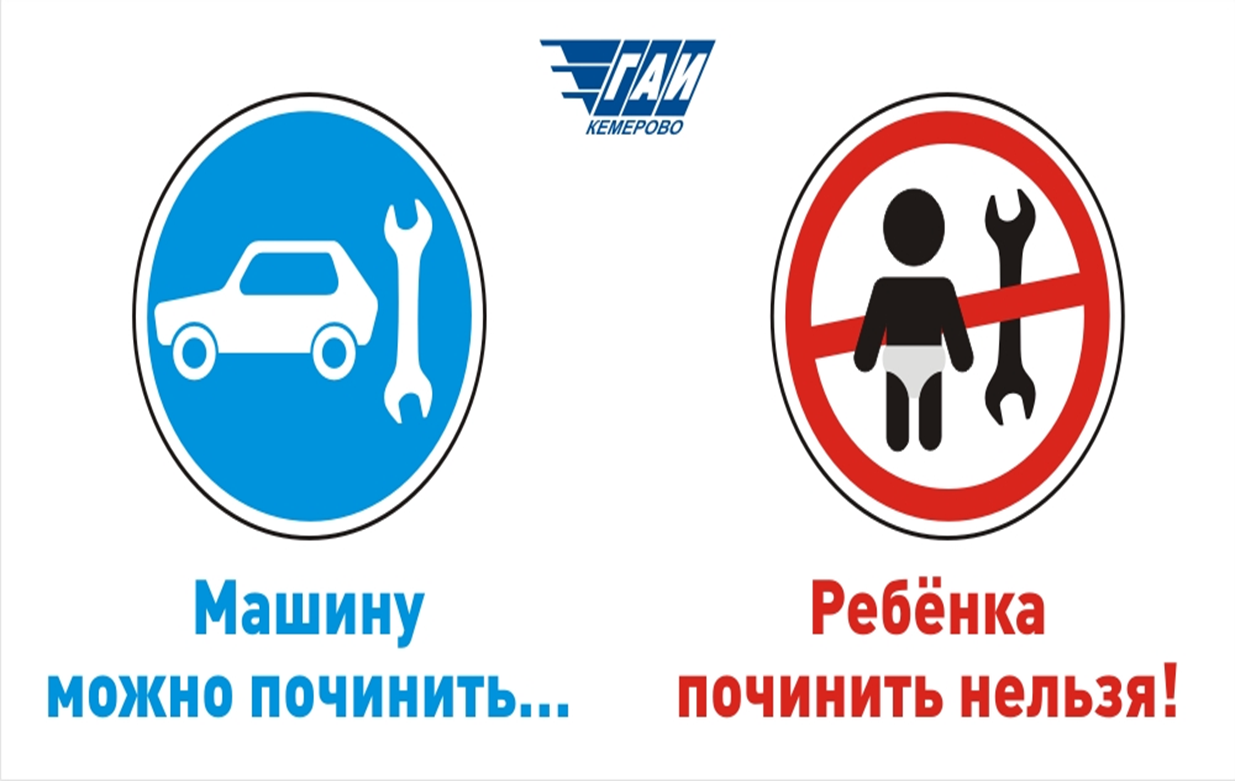 ГАИ
КЕМЕРОВО
Машину
можно починить...
Ребёнка
починить нельзя!